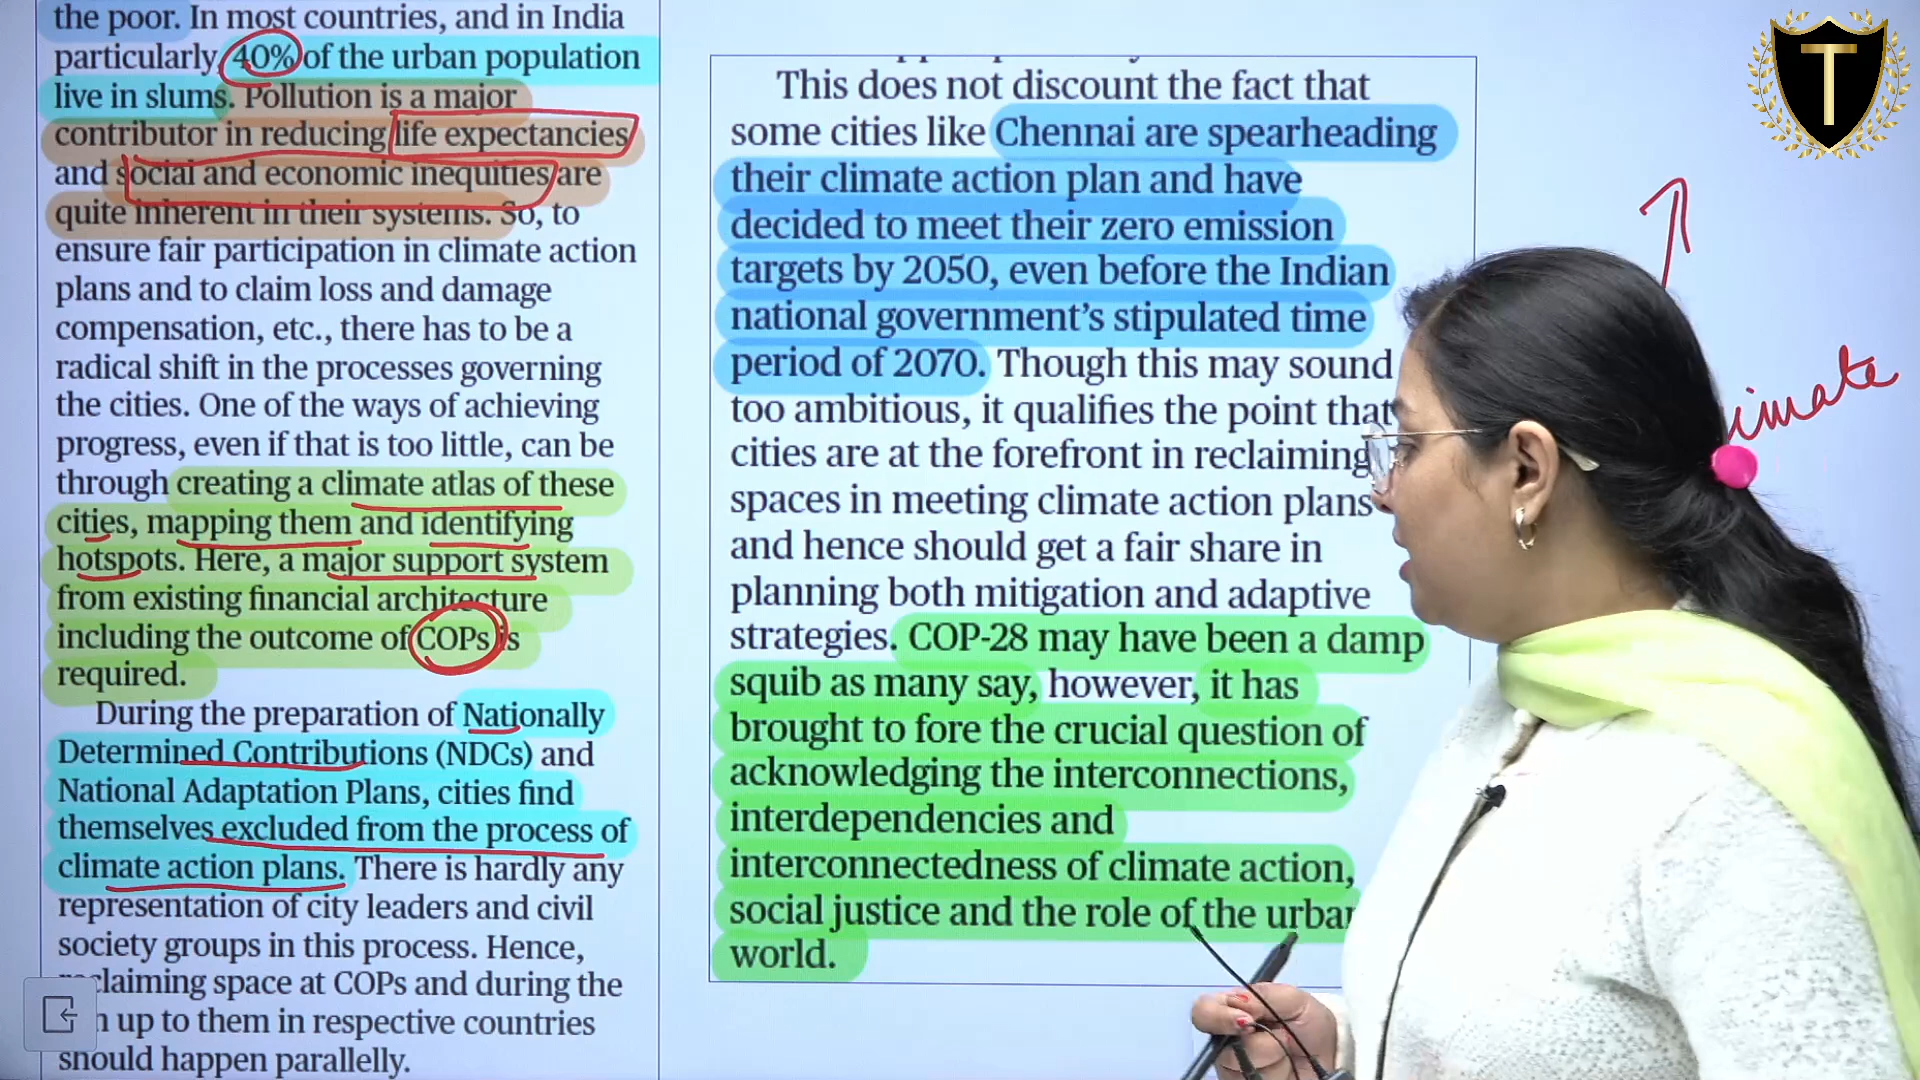 the poor. In most countries, and in India
particularly, 40% of the urban population
live in slums. Pollution is a major
contributor in reducing life expectancies
and social and economic inequities are
quite inherent in their systems. So, to
ensure fair participation in climate action
plans and to claim loss and damage
compensation, etc., there has to be a
radical shift in the processes governing
the cities. One of the ways of achieving
progress, even if that is too little, can be
through creating a climate atlas of these
cities, mapping them and identifying
hotspots. Here, a major support system
from existing financial architecture
including the outcome of COPs is
required.
During the preparation of Nationally
Determined Contributions (NDCs) and
National Adaptation Plans, cities find
themselves excluded from the process of
climate action plans. There is hardly any
representation of city leaders and civil
society groups in this process. Hence,
claiming space at COPs and during the
up to them in respective countries
should happen parallelly.
This does not discount the fact that
some cities like Chennai are spearheading
their climate action plan and have
decided to meet their zero emission
targets by 2050, even before the Indian
national government's stipulated time
period of 2070. Though this may sound
too ambitious, it qualifies the point that
cities are at the forefront in reclaiming
spaces in meeting climate action plans
and hence should get a fair share in
planning both mitigation and adaptive
strategies. COP-28 may have been a damp
squib as many say, however, it has
brought to fore the crucial question of
acknowledging the interconnections,
interdependencies and
interconnectedness of climate action,
social justice and the role of the urban
world.
T
imate